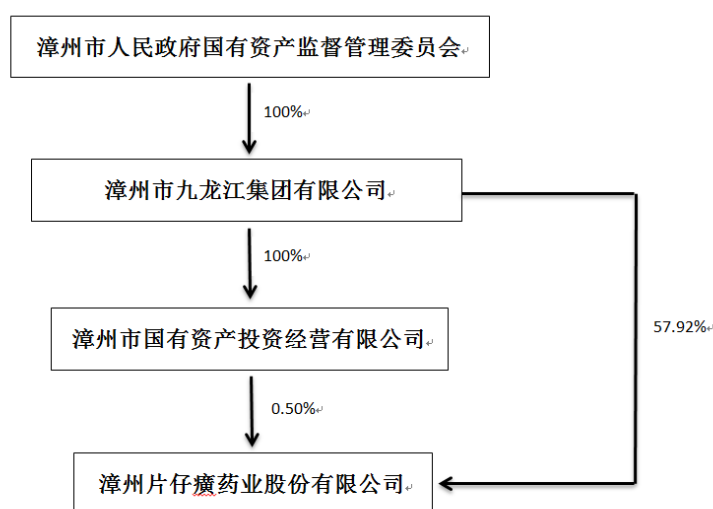 漳州市人民政府国有资产监督管理委员会
100%
漳州市九龙江集团有限公司
100%
漳州市国有资产投资经营有限公司
57.92%
0.50%
漳州片仔癀药业股份有限公司